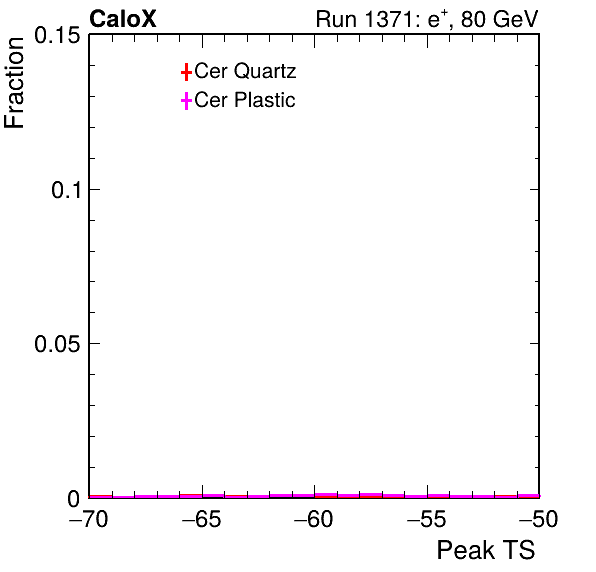 CaloX Run 1371: e⁺, 80 GeV
Fraction
0.15
0.1
0.05
0
Cer Quartz
Cer Plastic
−70 −65 −60 −55 −50
Peak TS